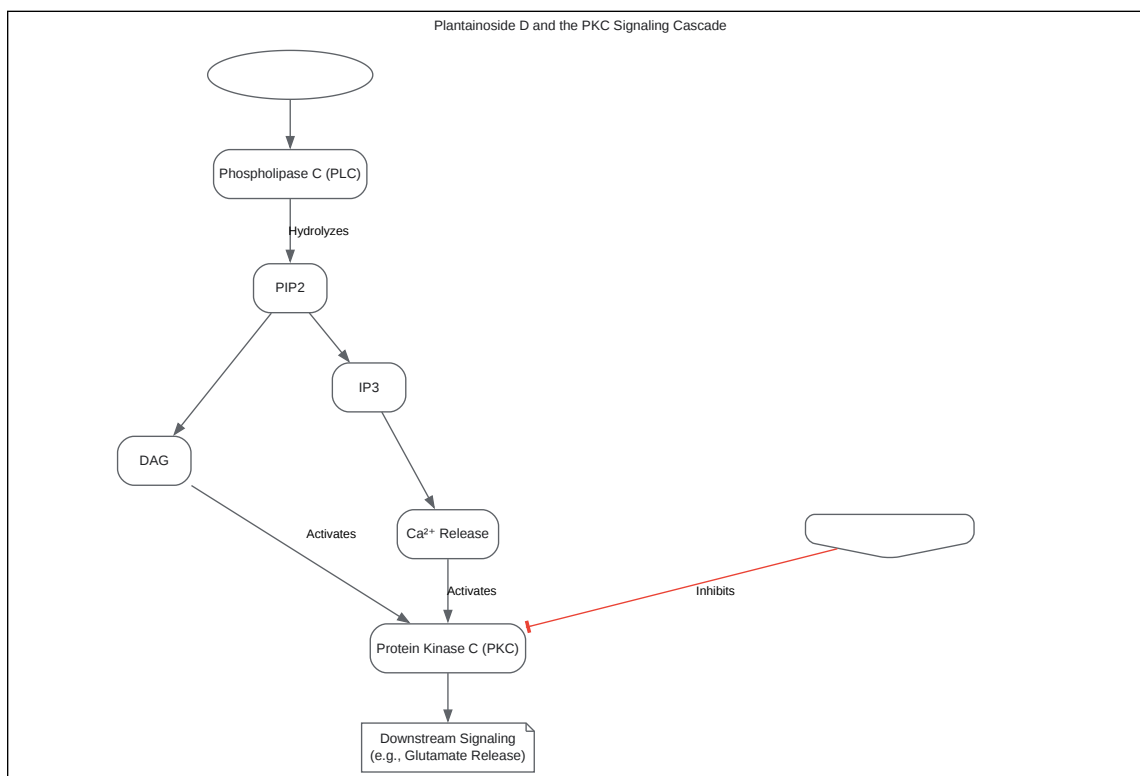 Plantainoside D and the PKC Signaling Cascade
Phospholipase C (PLC)
Hydrolyzes
PIP2
IP3
DAG
Activates
Ca²⁺ Release
Activates
Inhibits
Protein Kinase C (PKC)
Downstream Signaling
(e.g., Glutamate Release)